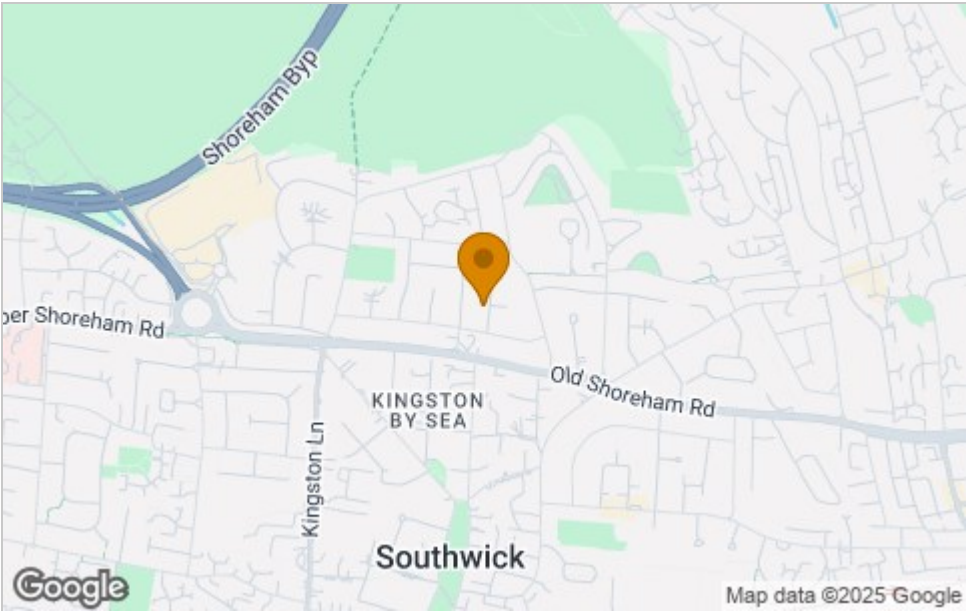 Shoreham Byp
per Shoreham Rd
Old Shoreham Rd
KINGSTON
BY SEA
Kingston Ln
Southwick
Google
Map data ©2025 Google